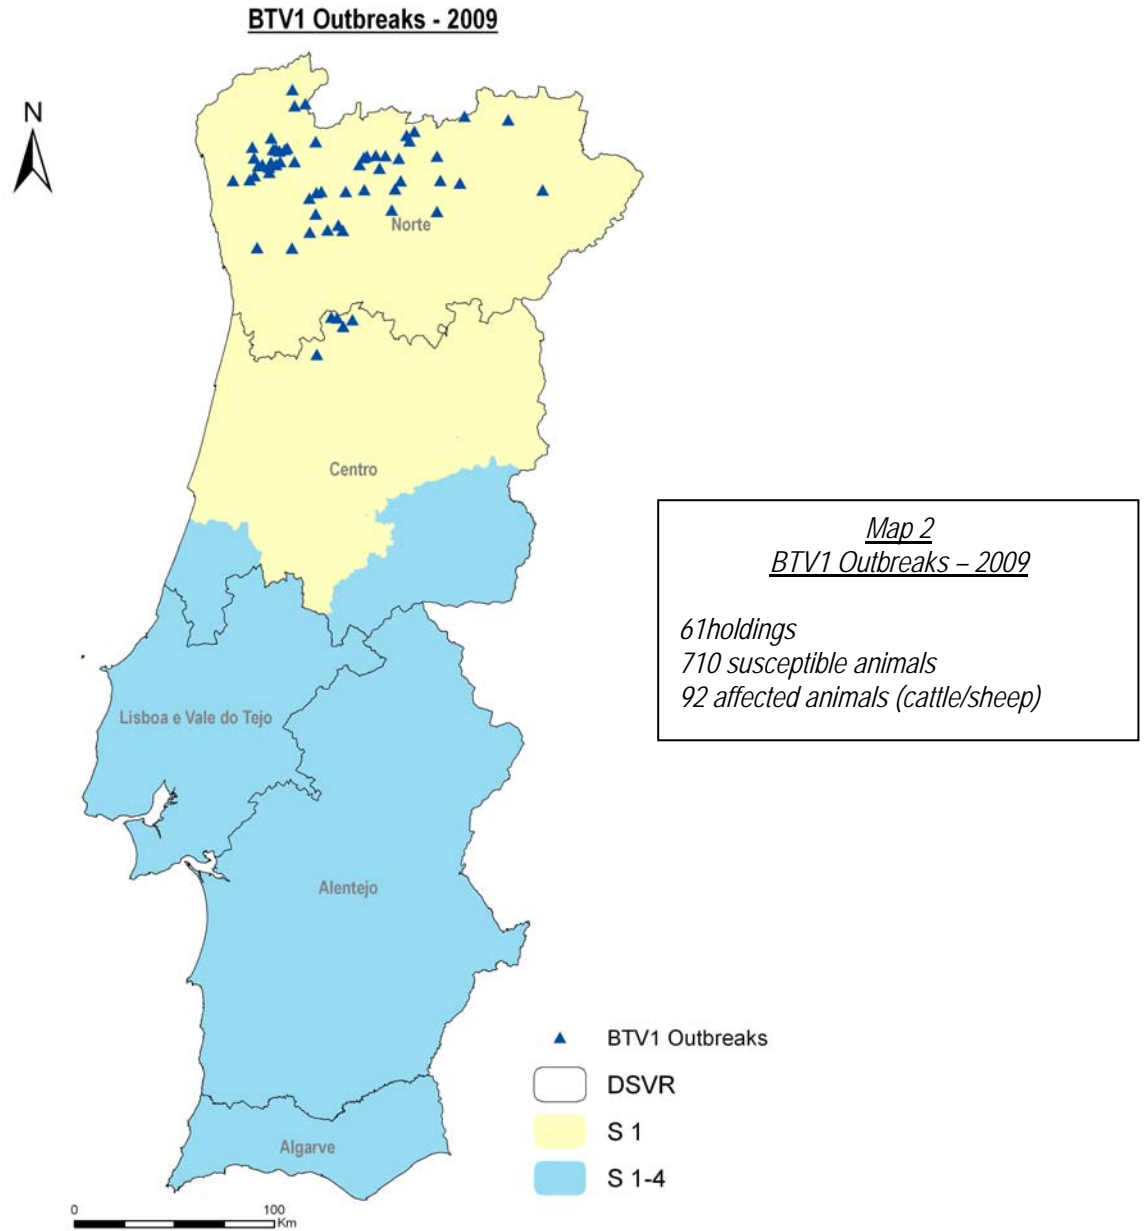 BTV1 Outbreaks - 2009
N
Norte
Centro
Map 2
BTV1 Outbreaks – 2009
61holdings
710 susceptible animals
92 affected animals (cattle/sheep)
Lisboa e Vale do Tejo
Alentejo
BTV1 Outbreaks
DSVR
S 1
Algarve
S 1-4
0 100
Km